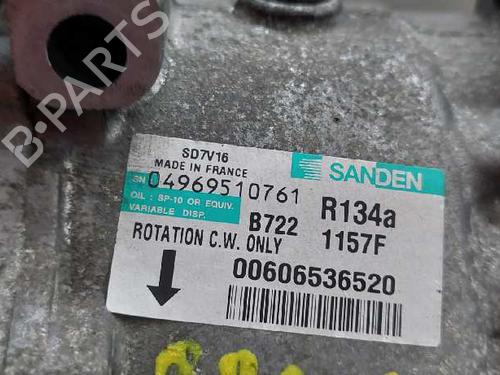 SD7V16
MADE IN FRANCE
SANDEN
SN 04969510761
OIL : SP-10 OR EQUIV.
VARIABLE DISP.
B722
R134a
1157F
ROTATION C.W. ONLY
00606536520
B-PARTS